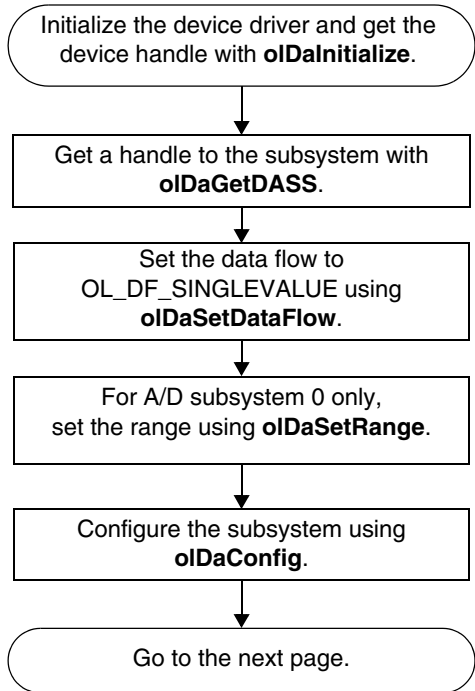 Initialize the device driver and get the
device handle with olDaInitialize.
Get a handle to the subsystem with
olDaGetDASS.
Set the data flow to
OL_DF_SINGLEVALUE using
olDaSetDataFlow.
For A/D subsystem 0 only,
set the range using olDaSetRange.
Configure the subsystem using
olDaConfig.
Go to the next page.